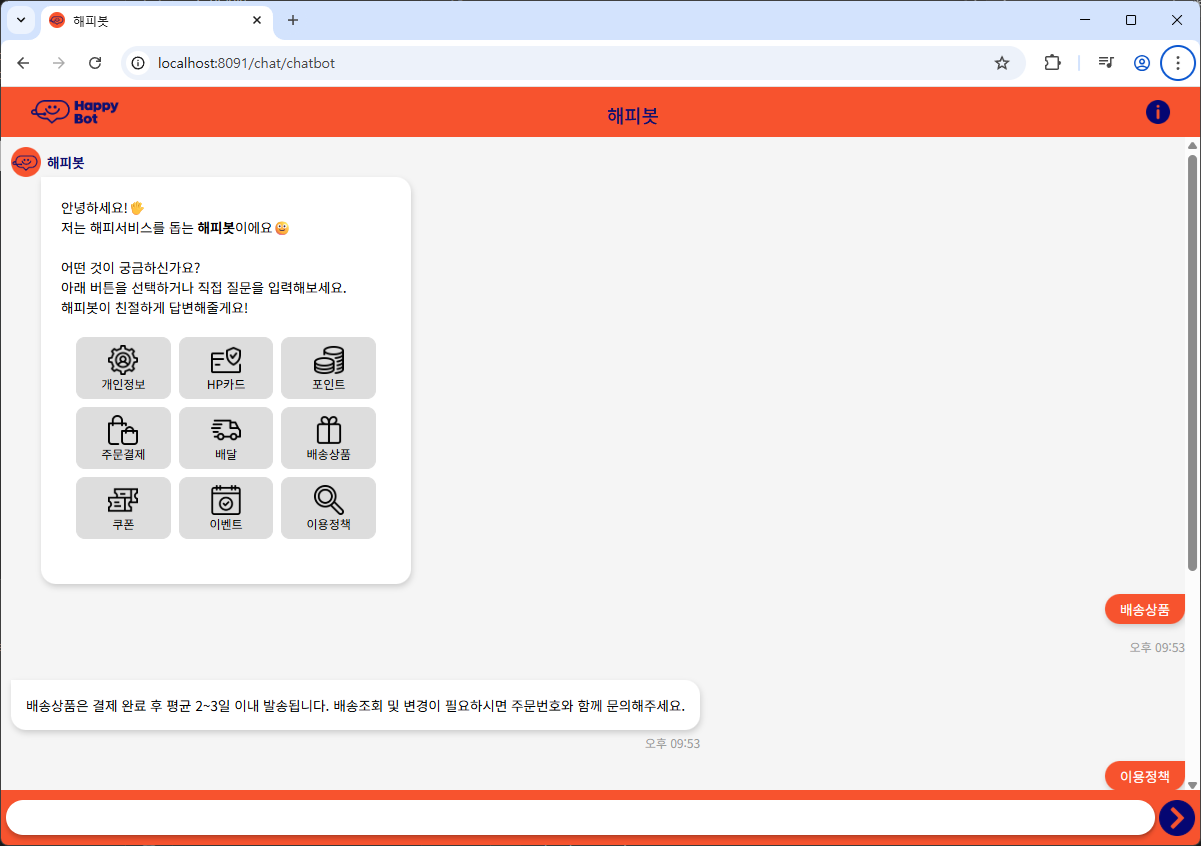 해피봇
localhost:8091/chat/chatbot
Happy
Bot
해피봇
해피봇
안녕하세요!🖐
저는 해피서비스를 돕는 해피봇이에요😀
어떤 것이 궁금하신가요?
아래 버튼을 선택하거나 직접 질문을 입력해보세요.
해피봇이 친절하게 답변해줄게요!
개인정보 HP카드 포인트
주문결제 배달 배송상품
쿠폰 이벤트 이용정책
배송상품
오후 09:53
배송상품은 결제 완료 후 평균 2~3일 이내 발송됩니다. 배송조회 및 변경이 필요하시면 주문번호와 함께 문의해주세요.
오후 09:53
이용정책